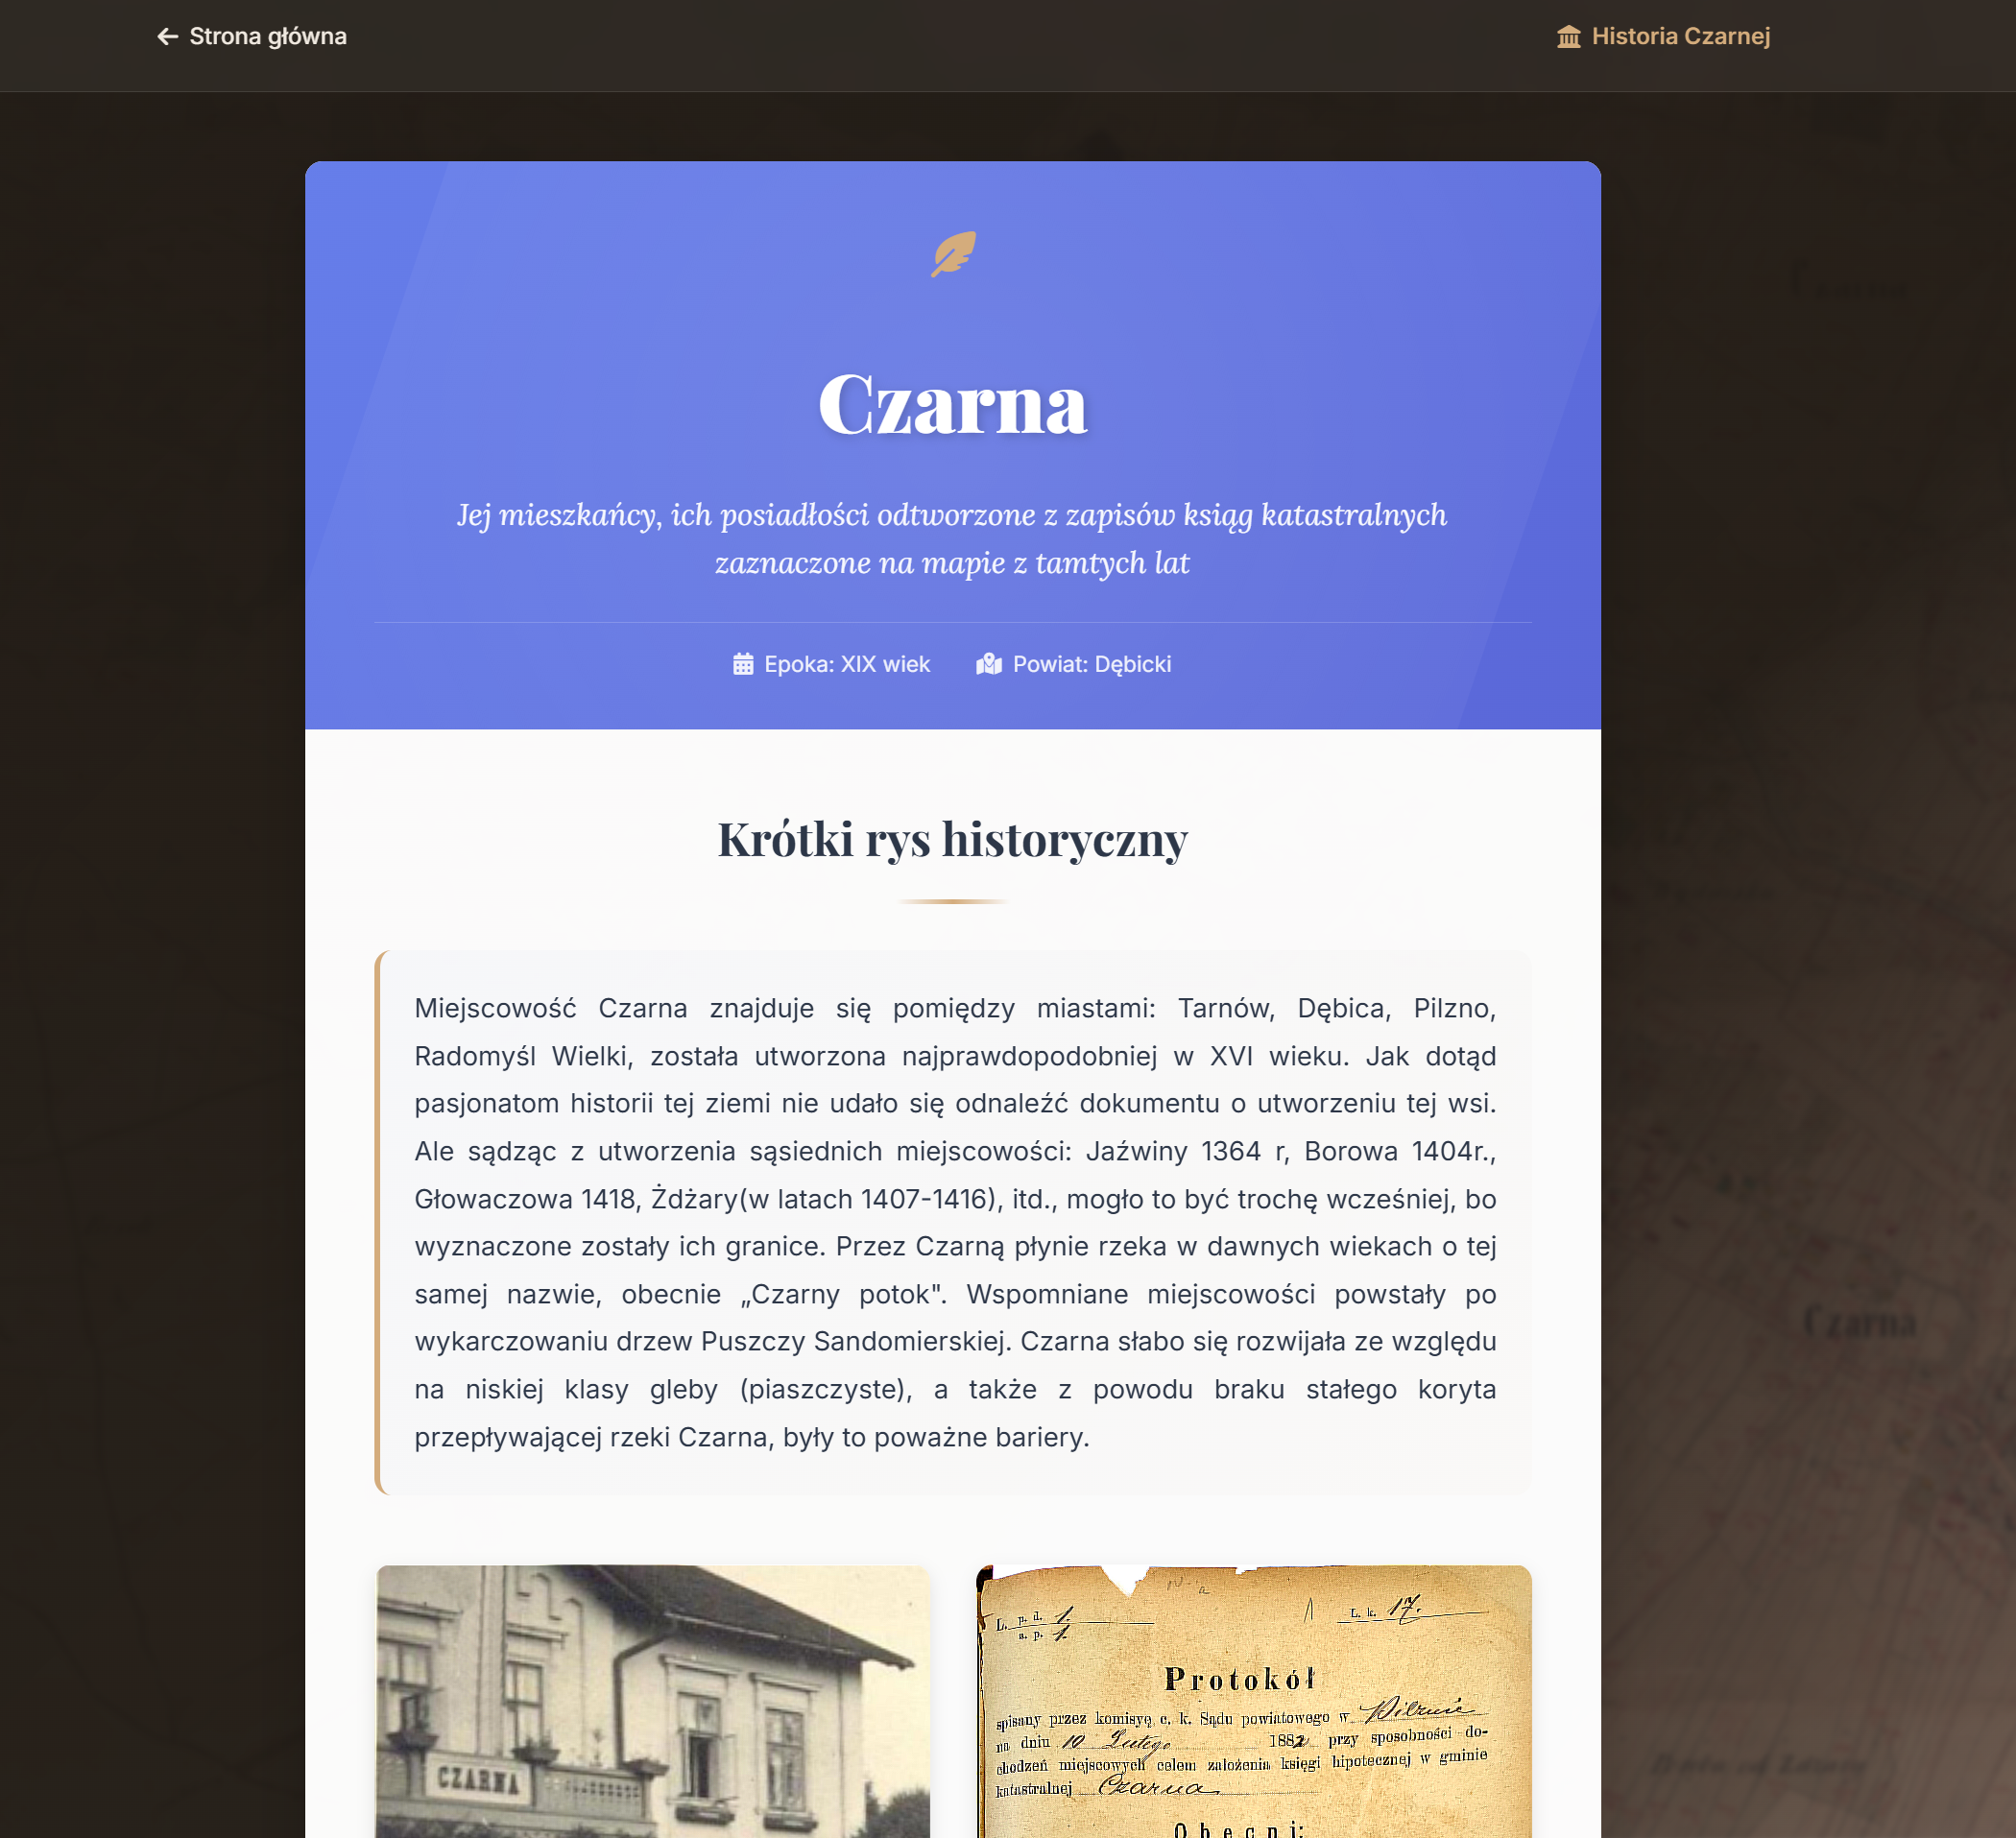 Strona główna
Historia Czarnej
Czarna
Jej mieszkańcy, ich posiadłości odtworzone z zapisów ksiąg katastralnych
zaznaczone na mapie z tamtych lat
Epoka: XIX wiek
Powiat: Dębicki
Krótki rys historyczny
Miejscowość Czarna znajduje się pomiędzy miastami: Tarnów, Dębica, Pilzno,
Radomyśl Wielki, została utworzona najprawdopodobniej w XVI wieku. Jak dotąd
pasjonatom historii tej ziemi nie udało się odnaleźć dokumentu o utworzeniu tej wsi.
Ale sądząc z utworzenia sąsiednich miejscowości: Jaźwiny 1364 r, Borowa 1404r.,
Głowaczowa 1418, Żdżary(w latach 1407-1416), itd., mogło to być trochę wcześniej, bo
wyznaczone zostały ich granice. Przez Czarną płynie rzeka w dawnych wiekach o tej
samej nazwie, obecnie „Czarny potok". Wspomniane miejscowości powstały po
wykarczowaniu drzew Puszczy Sandomierskiej. Czarna słabo się rozwijała ze względu
na niskiej klasy gleby (piaszczyste), a także z powodu braku stałego koryta
przepływającej rzeki Czarna, były to poważne bariery.
Czarna
CZARNA
L. p. d. 1.
a. p. 1.
L. k. 17.
Protokół
spisany przez komisyę c. k. Sądu powiatowego w Pilznie
na dniu 10 Lutego 1882 przy sposobności do-
chodzeń miejscowych celem założenia księgi hipotecznej w gminie
katastralnej Czarna
Obecni: